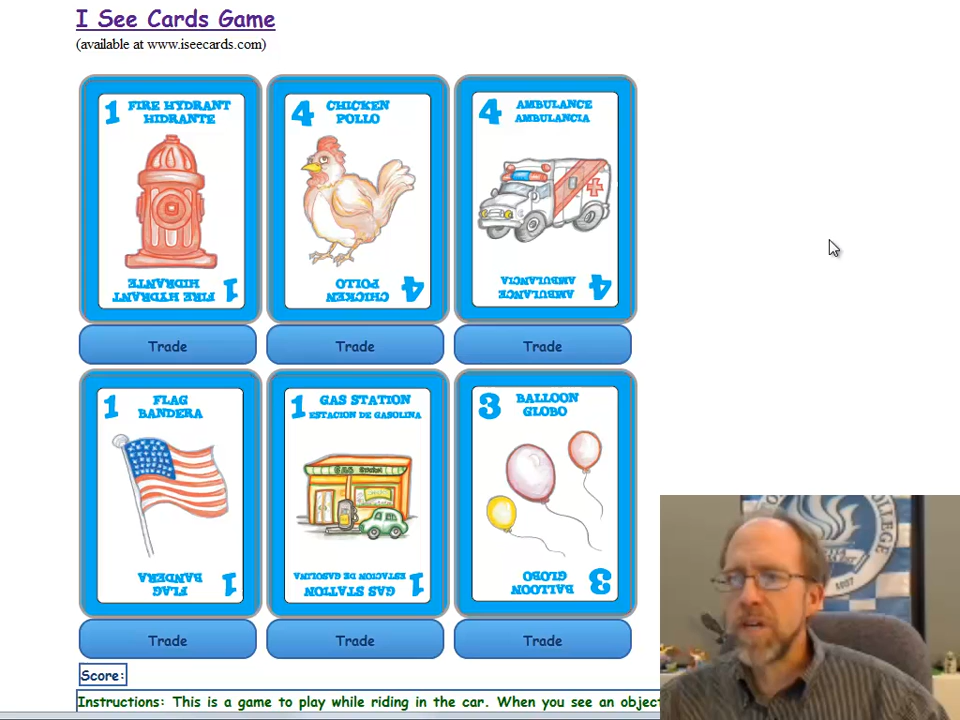 I See Cards Game
(available at www.iseecards.com)
1 FIRE HYDRANT
HIDRANTE
HIDRANTE
FIRE HYDRANT 1
4 CHICKEN
POLLO
POLLO
CHICKEN 4
4 AMBULANCE
AMBULANCIA
AMBULANCIA
AMBULANCE 4
Trade
Trade
Trade
1 FLAG
BANDERA
BANDERA
FLAG 1
1 GAS STATION
ESTACION DE GASOLINA
GAS Station
ESTACION DE GASOLINA
GAS STATION 1
3 BALLOON
GLOBO
GLOBO
BALLOON 3
COLLEGE
Trade
Trade
Trade
Score:
Instructions: This is a game to play while riding in the car. When you see an object